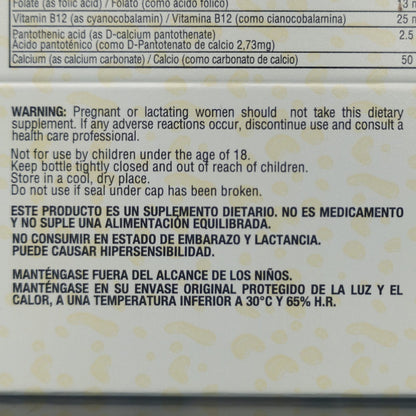 Folate (as folic acid) / Folato (como ácido fólico)
Vitamin B12 (as cyanocobalamin) / Vitamina B12 (como cianocobalamina) 25 m
Pantothenic acid (as D-calcium pantothenate) 2.5
Ácido pantoténico (como D-Pantotenato de calcio 2,73mg)
Calcium (as calcium carbonate) / Calcio (como carbonato de calcio) 50
WARNING: Pregnant or lactating women should not take this dietary
supplement. If any adverse reactions occur, discontinue use and consult a
health care professional.
Not for use by children under the age of 18.
Keep bottle tightly closed and out of reach of children.
Store in a cool, dry place.
Do not use if seal under cap has been broken.
ESTE PRODUCTO ES UN SUPLEMENTO DIETARIO. NO ES MEDICAMENTO
Y NO SUPLE UNA ALIMENTACIÓN EQUILIBRADA.
NO CONSUMIR EN ESTADO DE EMBARAZO Y LACTANCIA.
PUEDE CAUSAR HIPERSENSIBILIDAD.
MANTÉNGASE FUERA DEL ALCANCE DE LOS NIÑOS.
MANTÉNGASE EN SU ENVASE ORIGINAL PROTEGIDO DE LA LUZ Y EL
CALOR, A UNA TEMPERATURA INFERIOR A 30°C Y 65% H.R.